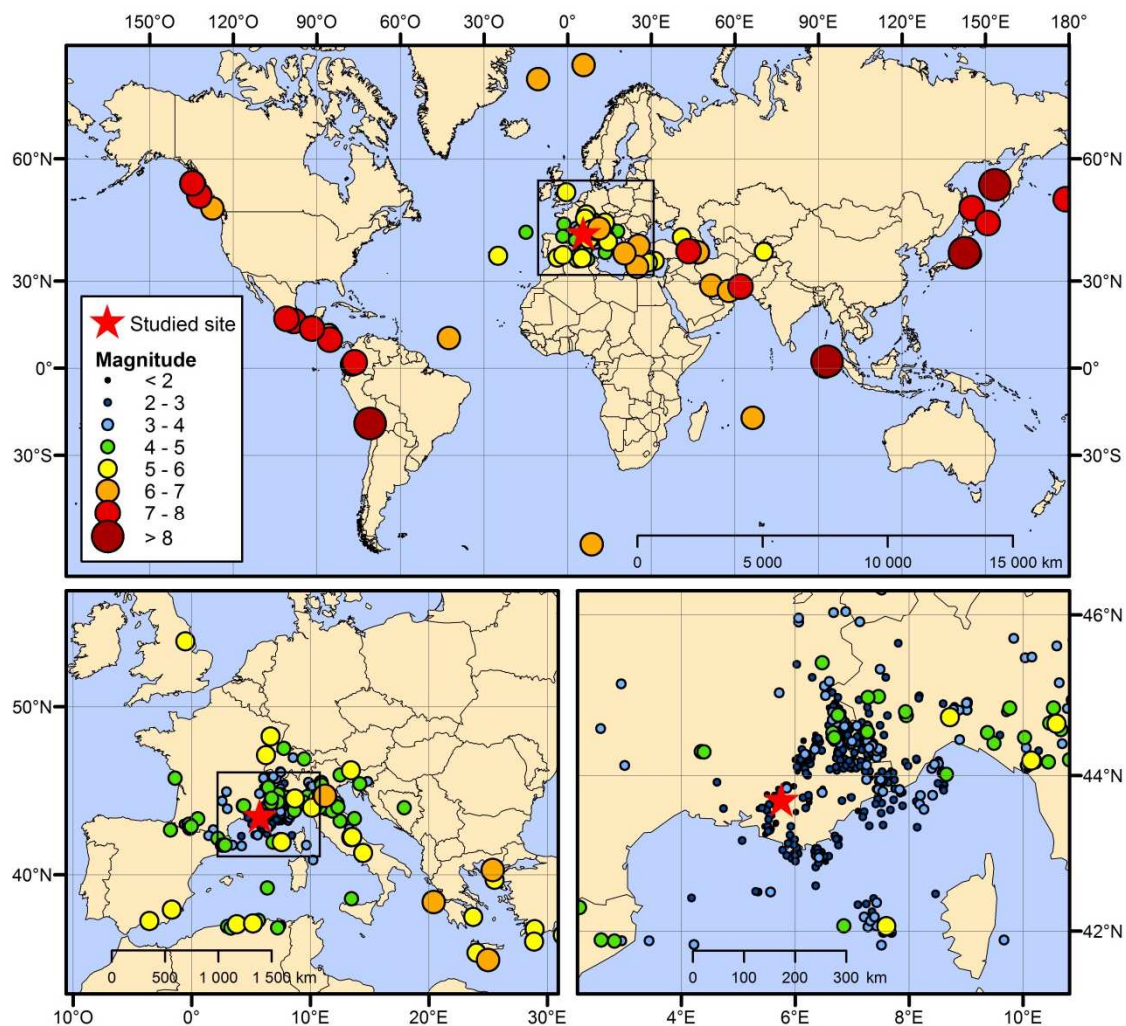 150°O 120°O 90°O 60°O 30°O 0°E 30°E 60°E 90°E 120°E 150°E 180°
60°N 60°N
30°N 30°N
0° 0°
30°S 30°S
Studied site
Magnitude
< 2
2 - 3
3 - 4
4 - 5
5 - 6
6 - 7
7 - 8
> 8
0 5 000 10 000 15 000 km
50°N
40°N
0 500 1 000 1 500 km
10°O 0°E 10°E 20°E 30°E
46°N
44°N
42°N
0 100 200 300 km
4°E 6°E 8°E 10°E